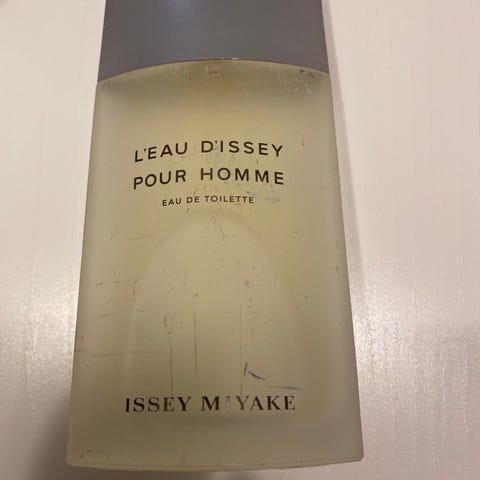 L'EAU D'ISSEY
POUR HOMME
EAU DE TOILETTE
ISSEY MIYAKE